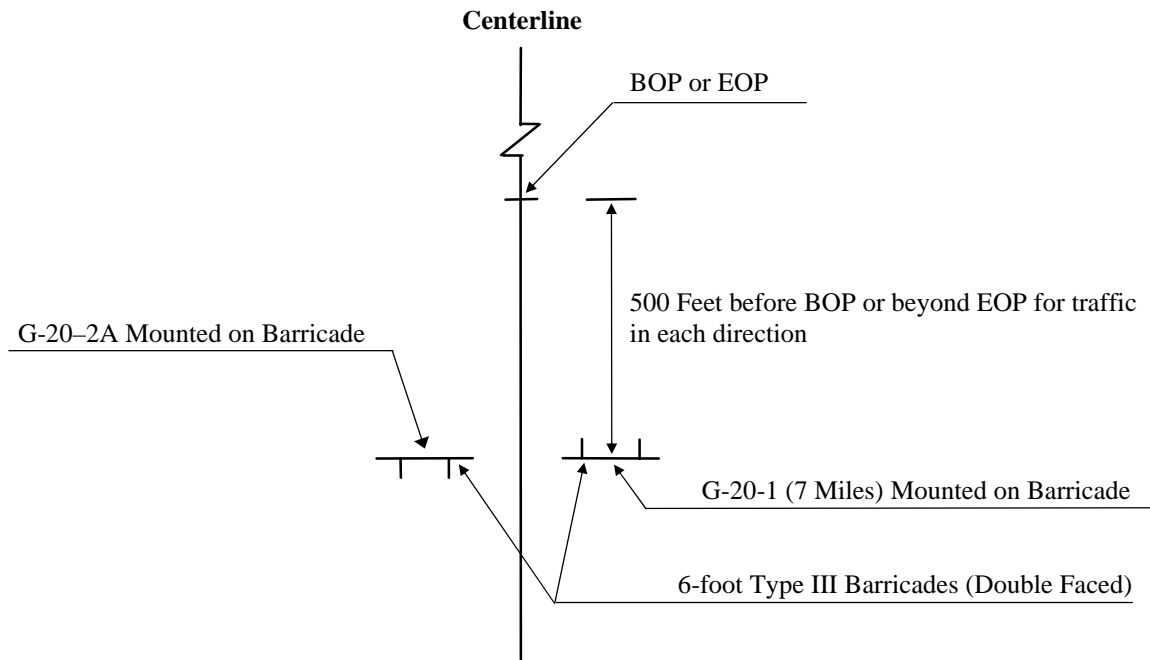 Centerline
BOP or EOP
500 Feet before BOP or beyond EOP for traffic
in each direction
G-20–2A Mounted on Barricade
G-20-1 (7 Miles) Mounted on Barricade
6-foot Type III Barricades (Double Faced)